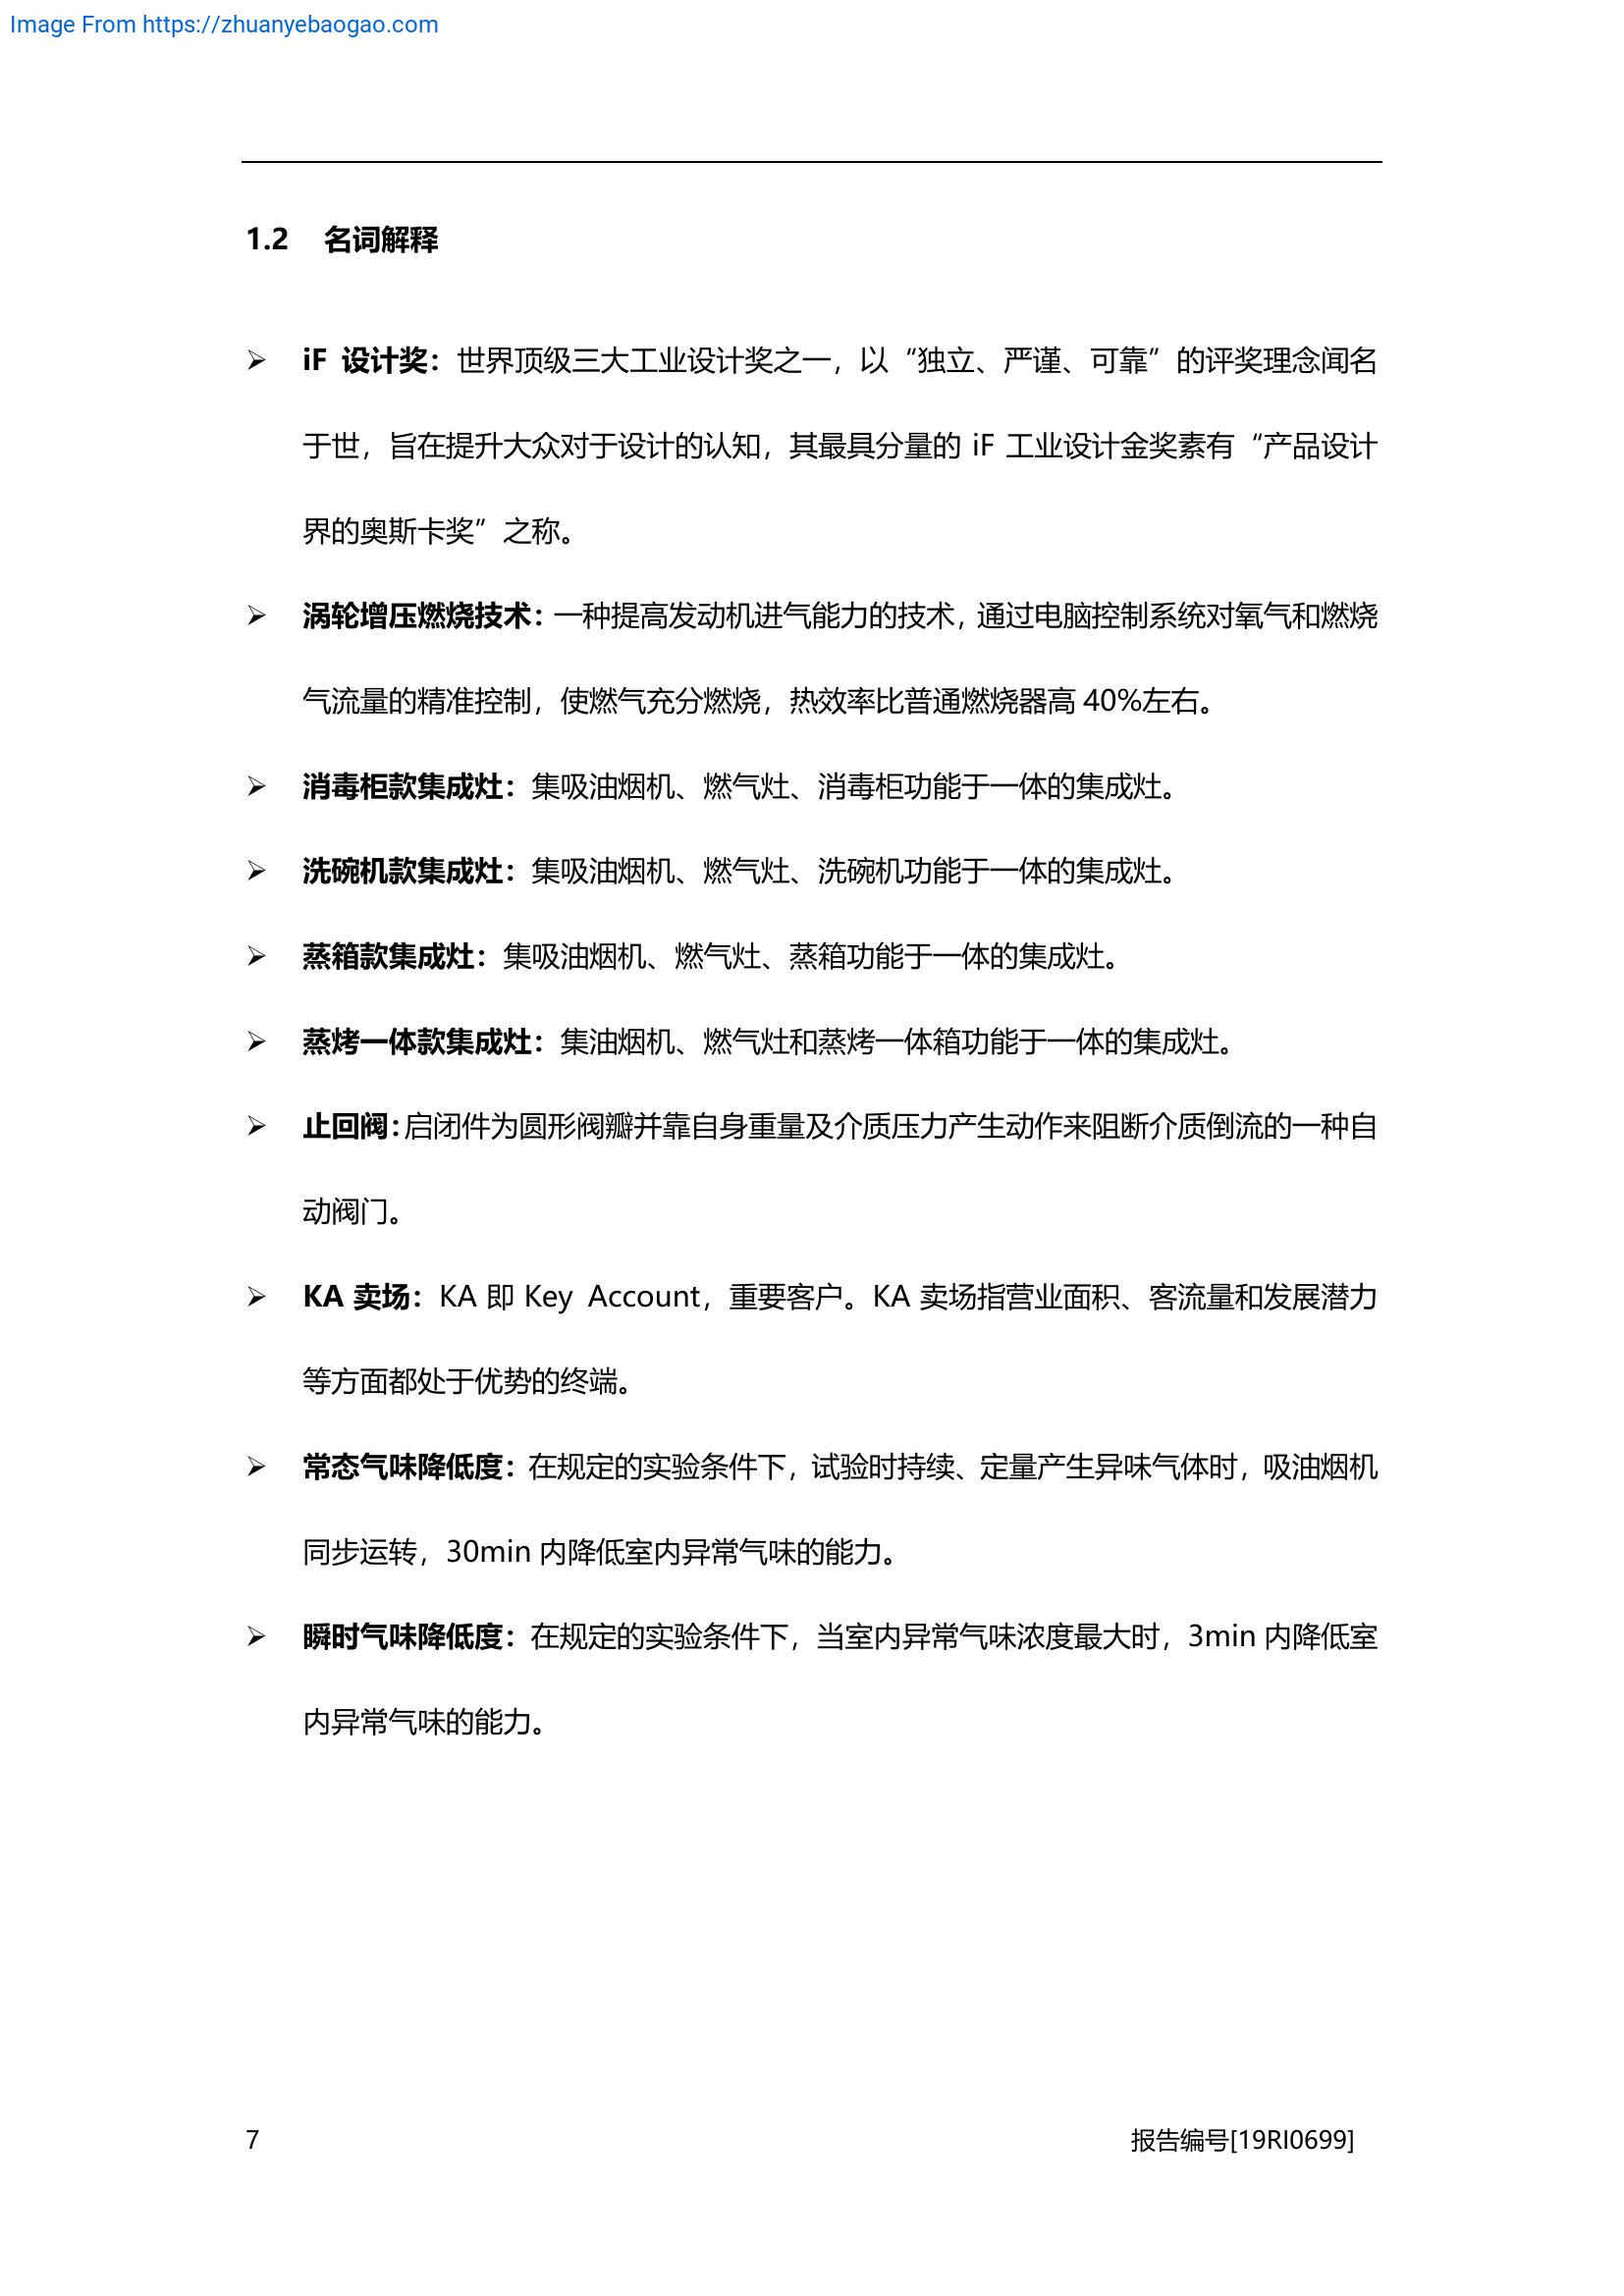 Image From https://zhuanyebaogao.com
1.2 名词解释
➢ iF 设计奖：世界顶级三大工业设计奖之一，以“独立、严谨、可靠”的评奖理念闻名
于世，旨在提升大众对于设计的认知，其最具分量的 iF 工业设计金奖素有“产品设计
界的奥斯卡奖”之称。
➢ 涡轮增压燃烧技术：一种提高发动机进气能力的技术，通过电脑控制系统对氧气和燃烧
气流量的精准控制，使燃气充分燃烧，热效率比普通燃烧器高 40%左右。
➢ 消毒柜款集成灶：集吸油烟机、燃气灶、消毒柜功能于一体的集成灶。
➢ 洗碗机款集成灶：集吸油烟机、燃气灶、洗碗机功能于一体的集成灶。
➢ 蒸箱款集成灶：集吸油烟机、燃气灶、蒸箱功能于一体的集成灶。
➢ 蒸烤一体款集成灶：集油烟机、燃气灶和蒸烤一体箱功能于一体的集成灶。
➢ 止回阀：启闭件为圆形阀瓣并靠自身重量及介质压力产生动作来阻断介质倒流的一种自
动阀门。
➢ KA 卖场：KA 即 Key Account，重要客户。KA 卖场指营业面积、客流量和发展潜力
等方面都处于优势的终端。
➢ 常态气味降低度：在规定的实验条件下，试验时持续、定量产生异味气体时，吸油烟机
同步运转，30min 内降低室内异常气味的能力。
➢ 瞬时气味降低度：在规定的实验条件下，当室内异常气味浓度最大时，3min 内降低室
内异常气味的能力。
7 报告编号[19RI0699]